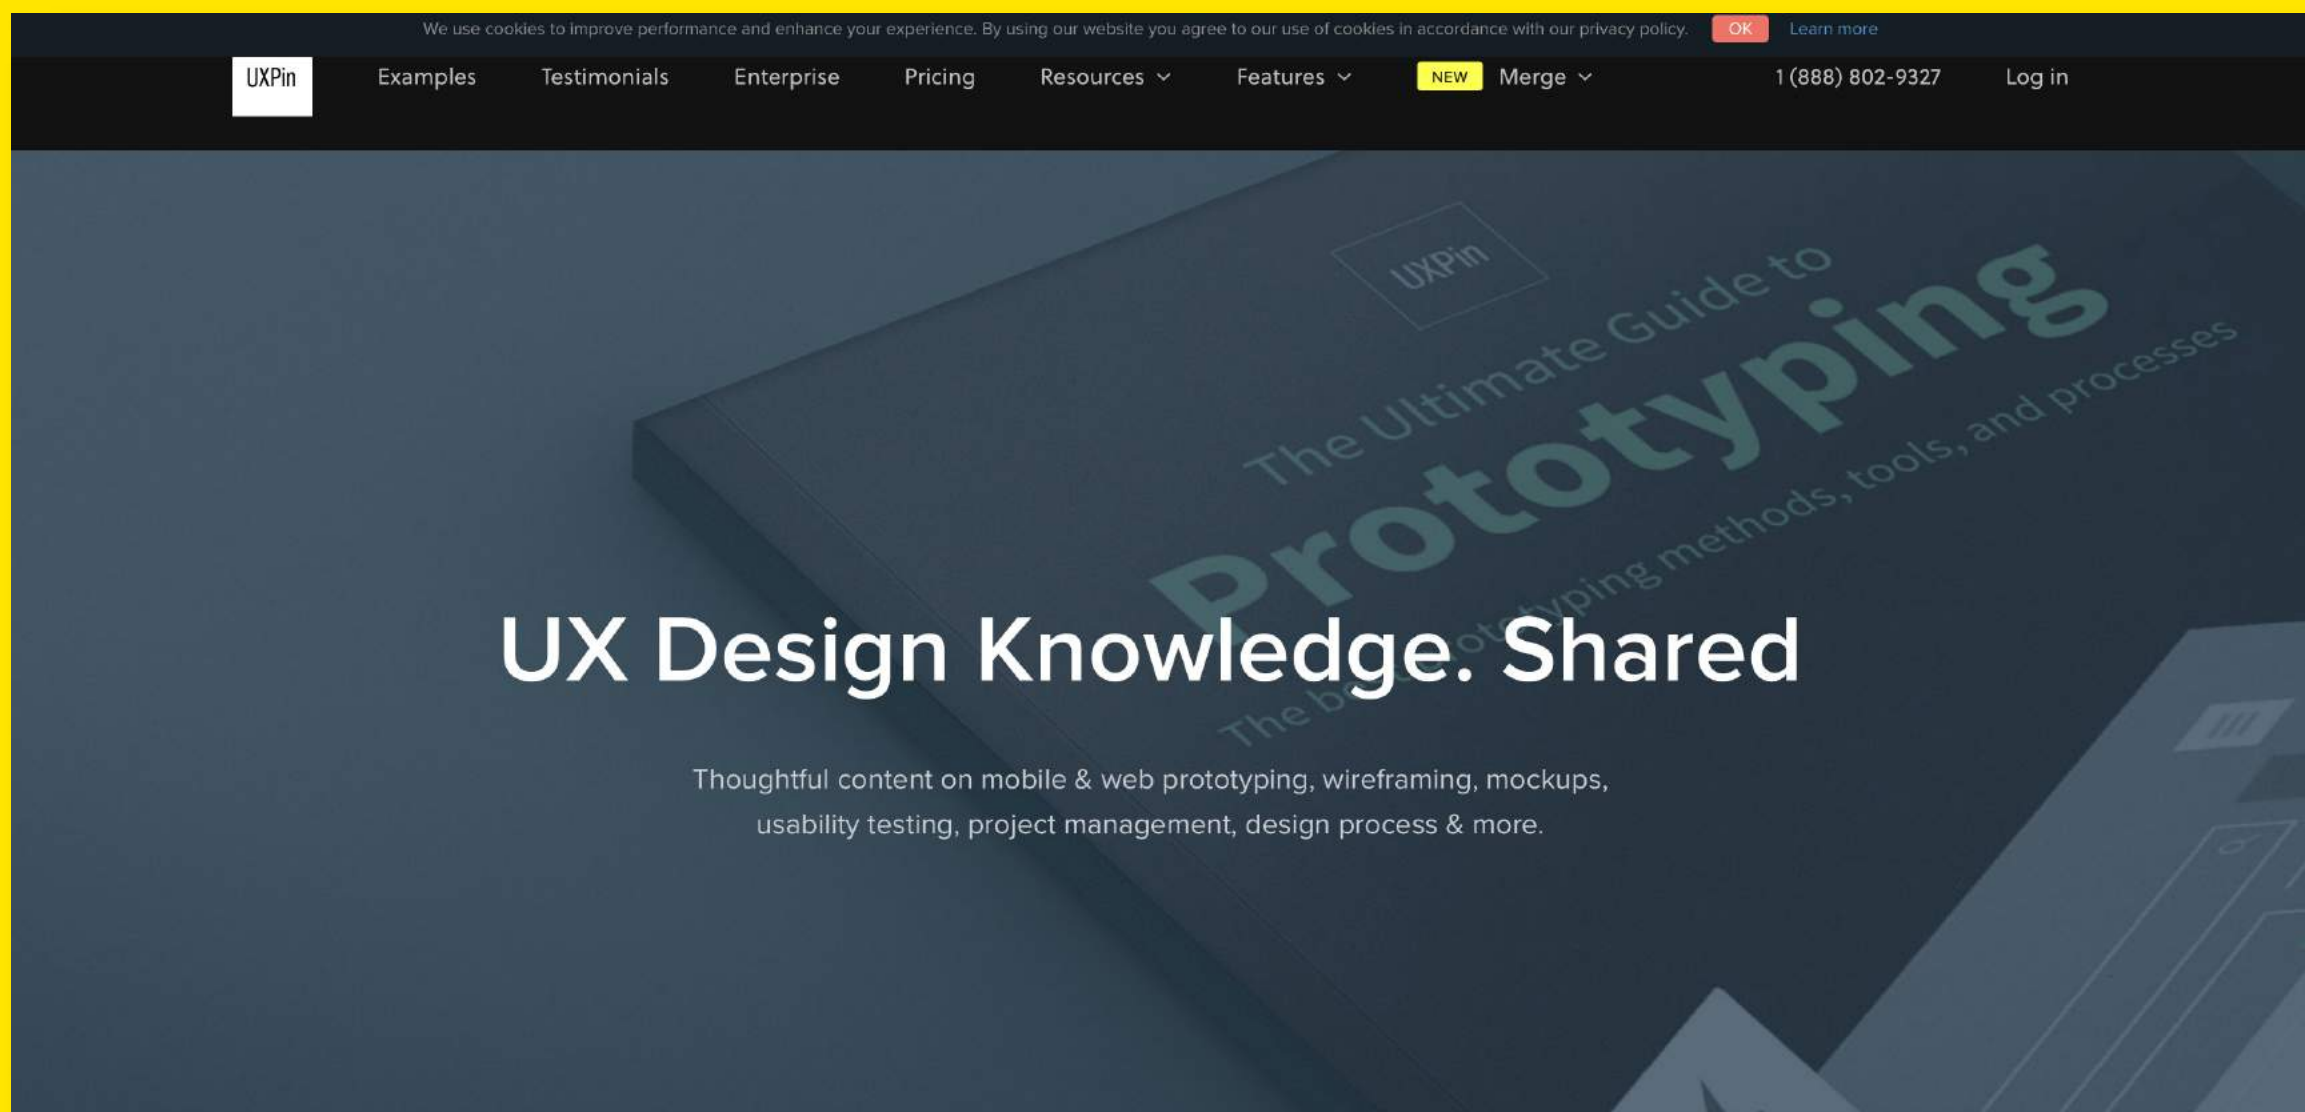 We use cookies to improve performance and enhance your experience. By using our website you agree to our use of cookies in accordance with our privacy policy. OK Learn more
UXPin Examples Testimonials Enterprise Pricing Resources Features NEW Merge 1 (888) 802-9327 Log in
UXPin
The Ultimate Guide to
Prototyping
The prototyping methods, tools, and processes
UX Design Knowledge. Shared
Thoughtful content on mobile & web prototyping, wireframing, mockups,
usability testing, project management, design process & more.